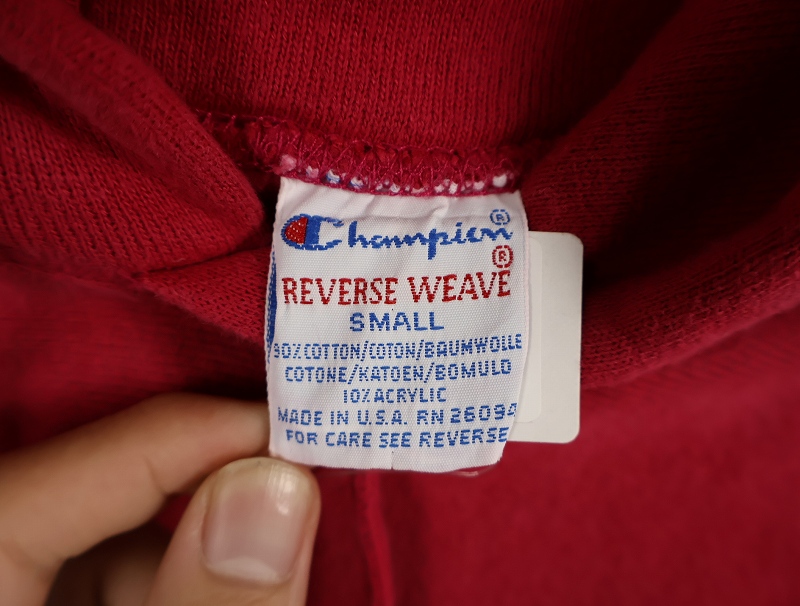 Champion®
REVERSE WEAVE®
SMALL
90% COTTON/COTON/BAUMWOLLE
COTONE/KATOEN/BOMULD
10% ACRYLIC
MADE IN U.S.A. RN 26094
FOR CARE SEE REVERSE